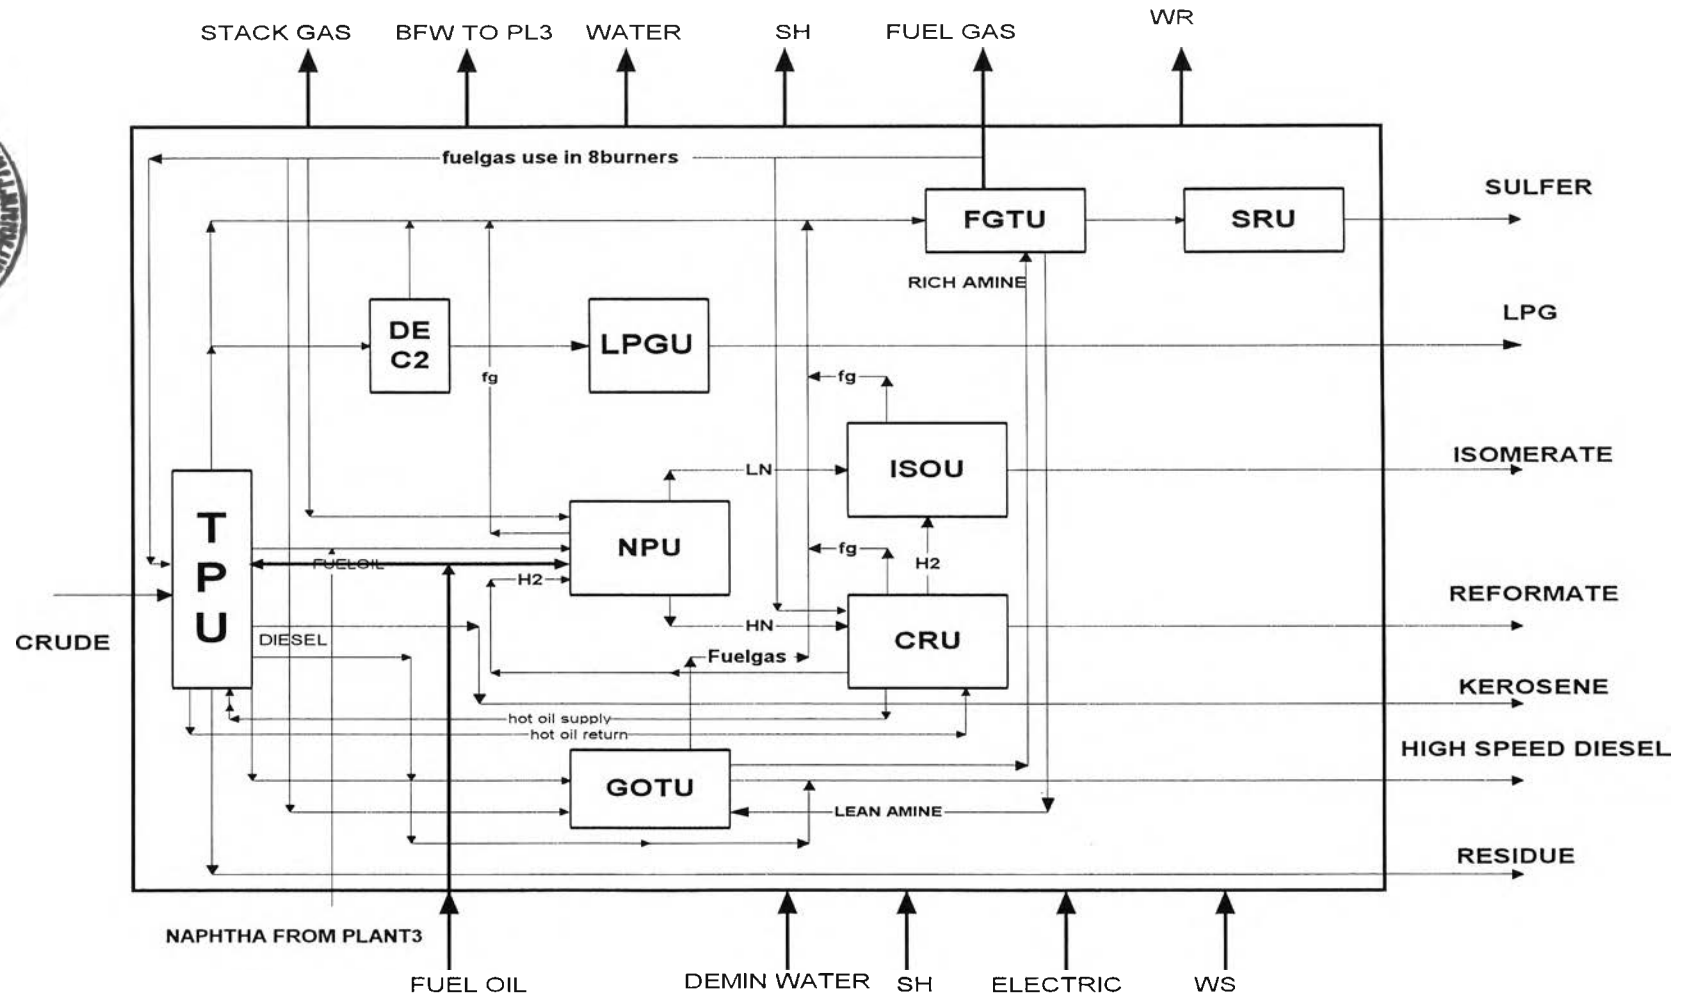 STACK GAS
BFW TO PL3
WATER
SH
FUEL GAS
WR
fuelgas use in 8burners
SULFER
FGTU
SRU
RICH AMINE
LPG
DE
C2
LPGU
fg
fg
ISOMERATE
LN
ISOU
T
P
U
NPU
FUELOIL
H2
fg
H2
REFORMATE
CRUDE
DIESEL
HN
CRU
Fuelgas
KEROSENE
hot oil supply
hot oil return
HIGH SPEED DIESEL
GOTU
LEAN AMINE
RESIDUE
NAPHTHA FROM PLANT3
FUEL OIL
DEMIN WATER
SH
ELECTRIC
WS